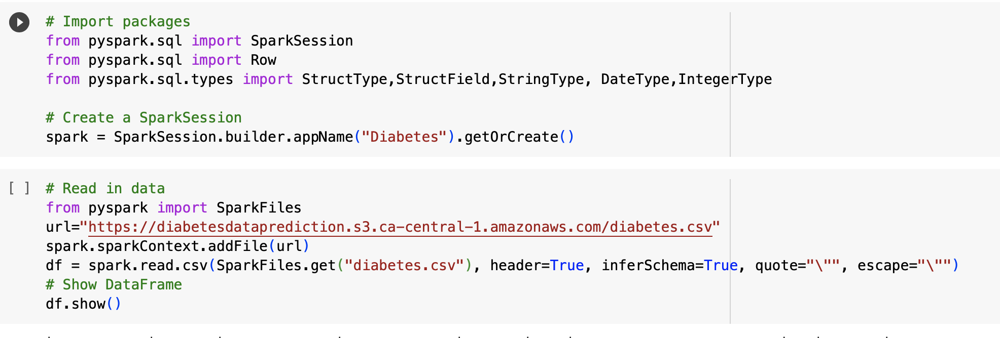 # Import packages
from pyspark.sql import SparkSession
from pyspark.sql import Row
from pyspark.sql.types import StructType,StructField,StringType, DateType,IntegerType
# Create a SparkSession
spark = SparkSession.builder.appName("Diabetes").getOrCreate()
[ ] # Read in data
from pyspark import SparkFiles
url="https://diabetesdataprediction.s3.ca-central-1.amazonaws.com/diabetes.csv"
spark.sparkContext.addFile(url)
df = spark.read.csv(SparkFiles.get("diabetes.csv"), header=True, inferSchema=True, quote="\"", escape="\"")
# Show DataFrame
df.show()